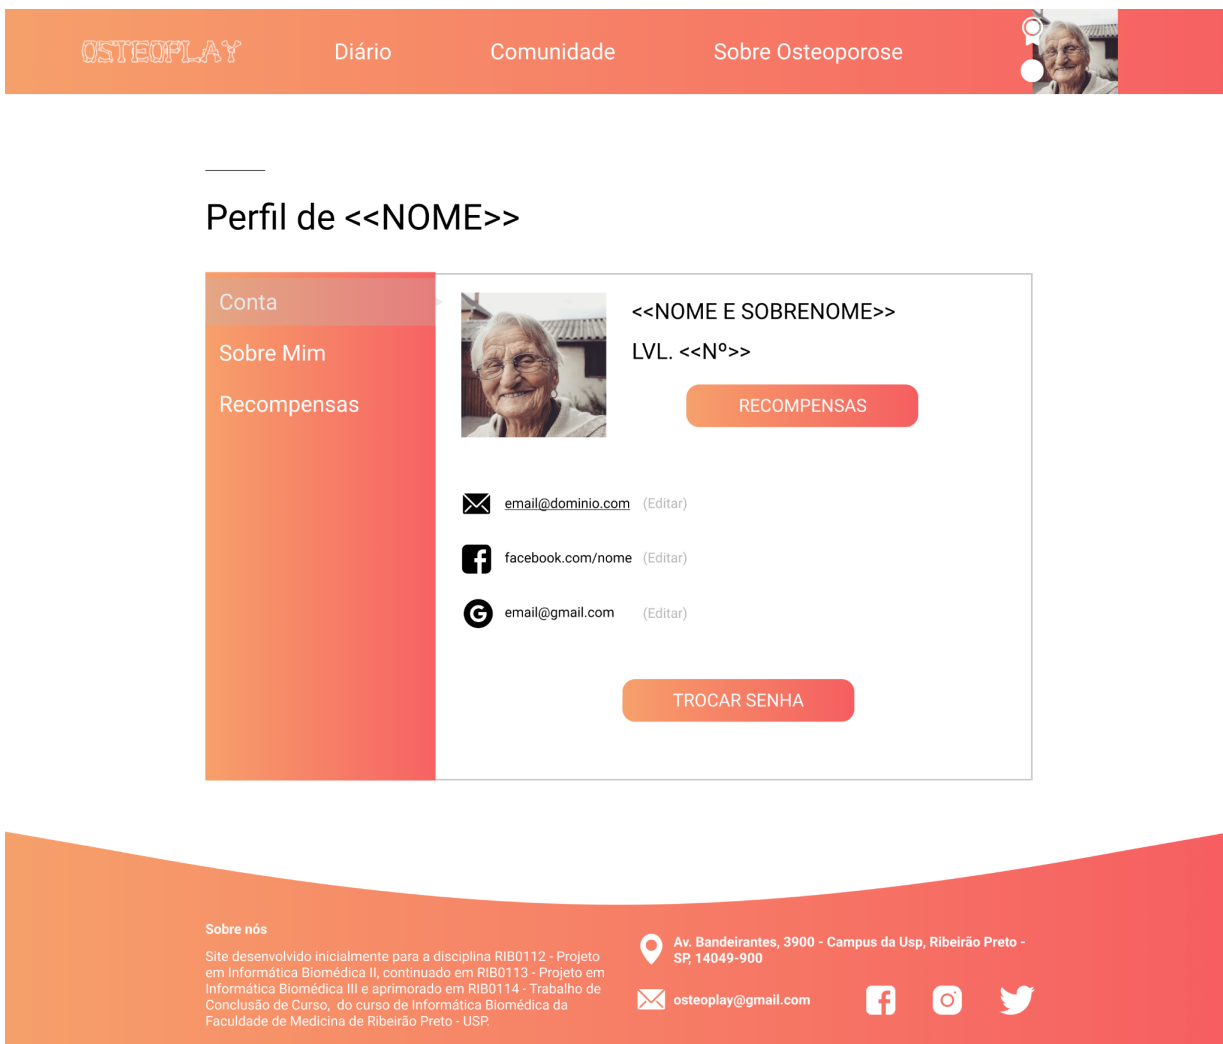 OSTEOPLAY
Diário
Comunidade
Sobre Osteoporose
Perfil de <<NOME>>
Conta
Sobre Mim
Recompensas
<<NOME E SOBRENOME>>
LVL. <<Nº>>
RECOMPENSAS
email@dominio.com (Editar)
facebook.com/nome (Editar)
email@gmail.com (Editar)
TROCAR SENHA
Sobre nós
Site desenvolvido inicialmente para a disciplina RIB0112 - Projeto
em Informática Biomédica II, continuado em RIB0113 - Projeto em
Informática Biomédica III e aprimorado em RIB0114 - Trabalho de
Conclusão de Curso, do curso de Informática Biomédica da
Faculdade de Medicina de Ribeirão Preto - USP.
Av. Bandeirantes, 3900 - Campus da Usp, Ribeirão Preto -
SP, 14049-900
osteoplay@gmail.com